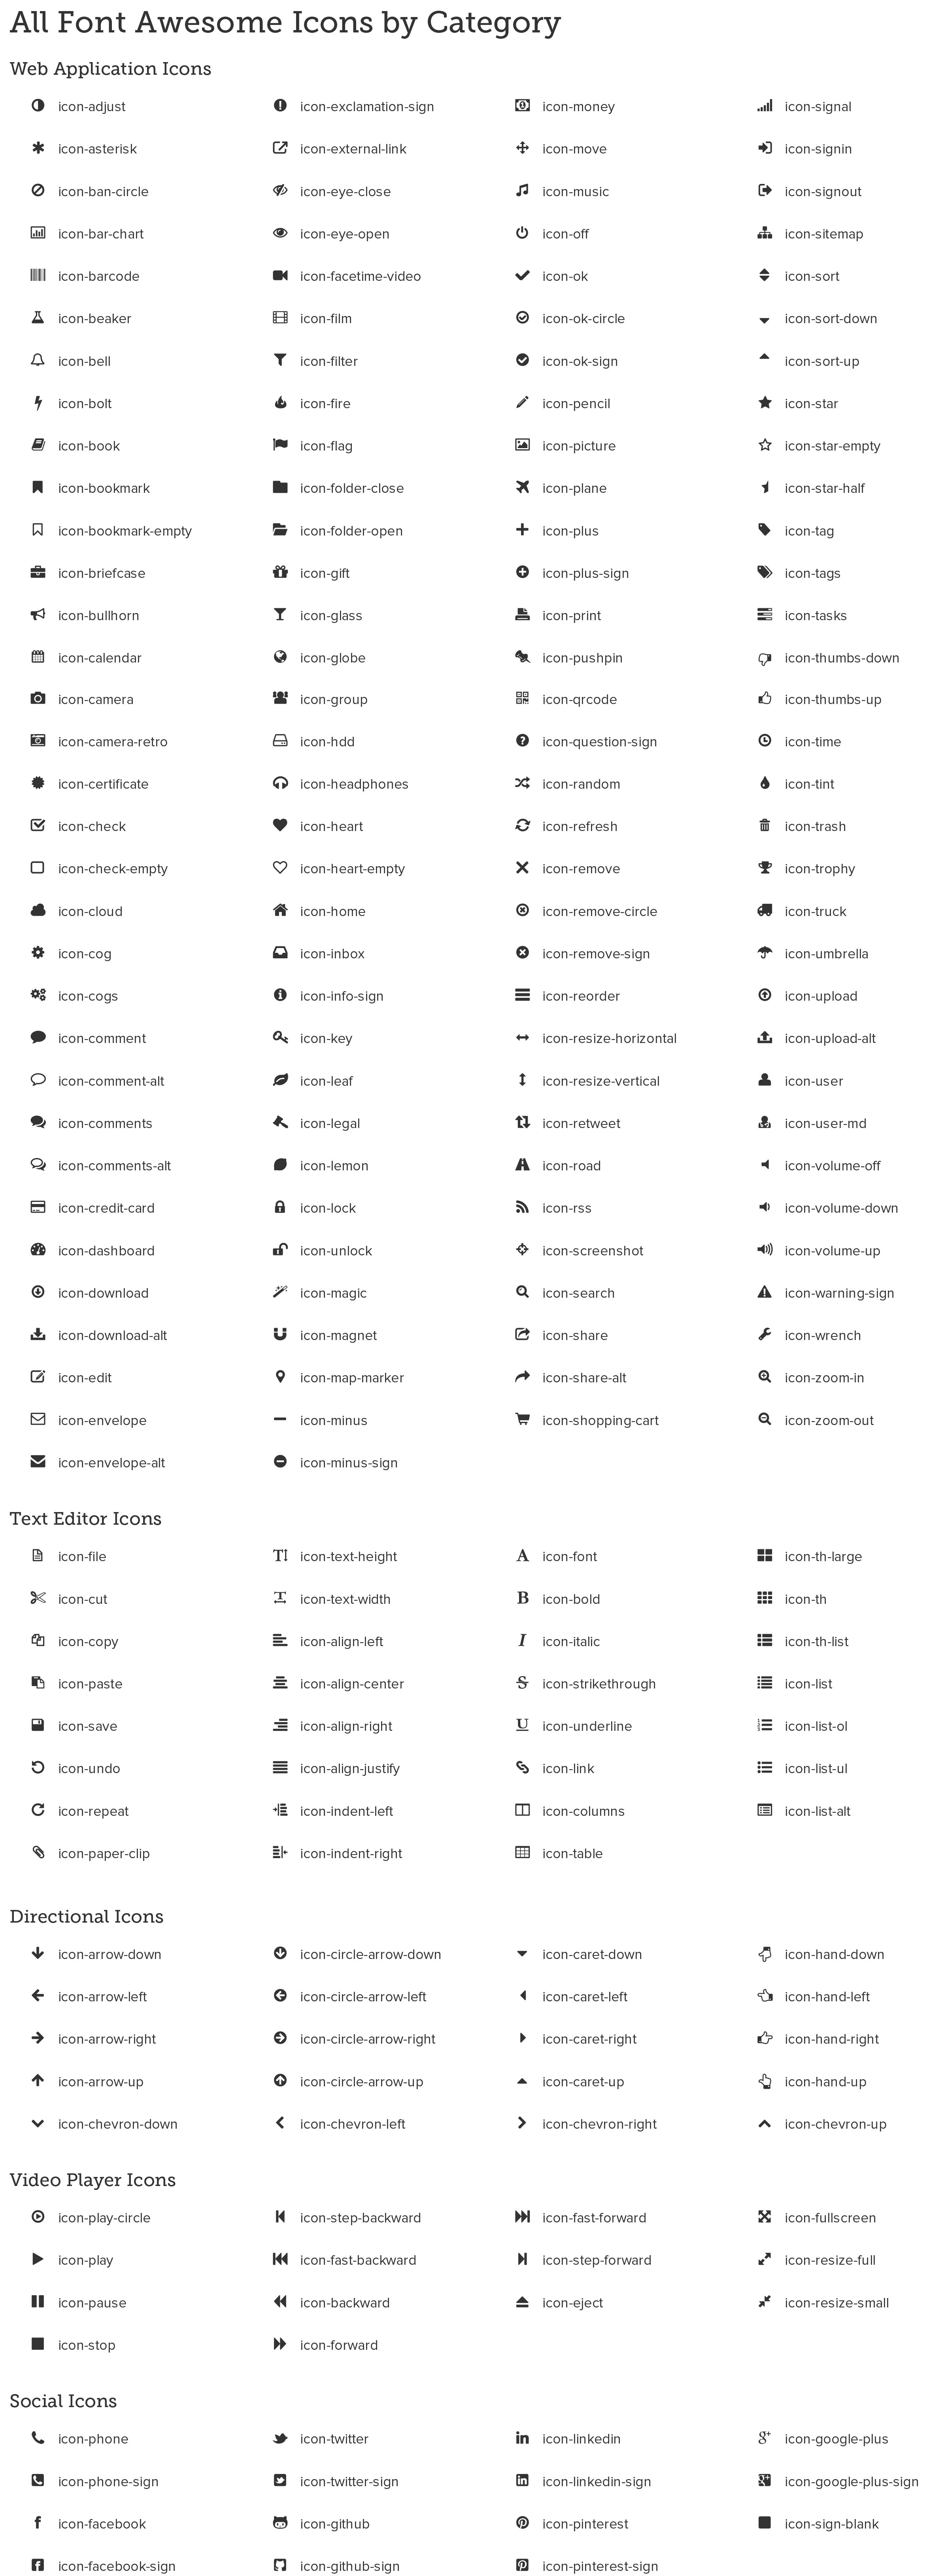 All Font Awesome Icons by Category
Web Application Icons
icon-adjust icon-exclamation-sign icon-money icon-signal
icon-asterisk icon-external-link icon-move icon-signin
icon-ban-circle icon-eye-close icon-music icon-signout
icon-bar-chart icon-eye-open icon-off icon-sitemap
icon-barcode icon-facetime-video icon-ok icon-sort
icon-beaker icon-film icon-ok-circle icon-sort-down
icon-bell icon-filter icon-ok-sign icon-sort-up
icon-bolt icon-fire icon-pencil icon-star
icon-book icon-flag icon-picture icon-star-empty
icon-bookmark icon-folder-close icon-plane icon-star-half
icon-bookmark-empty icon-folder-open icon-plus icon-tag
icon-briefcase icon-gift icon-plus-sign icon-tags
icon-bullhorn icon-glass icon-print icon-tasks
icon-calendar icon-globe icon-pushpin icon-thumbs-down
icon-camera icon-group icon-qrcode icon-thumbs-up
icon-camera-retro icon-hdd icon-question-sign icon-time
icon-certificate icon-headphones icon-random icon-tint
icon-check icon-heart icon-refresh icon-trash
icon-check-empty icon-heart-empty icon-remove icon-trophy
icon-cloud icon-home icon-remove-circle icon-truck
icon-cog icon-inbox icon-remove-sign icon-umbrella
icon-cogs icon-info-sign icon-reorder icon-upload
icon-comment icon-key icon-resize-horizontal icon-upload-alt
icon-comment-alt icon-leaf icon-resize-vertical icon-user
icon-comments icon-legal icon-retweet icon-user-md
icon-comments-alt icon-lemon icon-road icon-volume-off
icon-credit-card icon-lock icon-rss icon-volume-down
icon-dashboard icon-unlock icon-screenshot icon-volume-up
icon-download icon-magic icon-search icon-warning-sign
icon-download-alt icon-magnet icon-share icon-wrench
icon-edit icon-map-marker icon-share-alt icon-zoom-in
icon-envelope icon-minus icon-shopping-cart icon-zoom-out
icon-envelope-alt icon-minus-sign
Text Editor Icons
icon-file icon-text-height icon-font icon-th-large
icon-cut icon-text-width icon-bold icon-th
icon-copy icon-align-left icon-italic icon-th-list
icon-paste icon-align-center icon-strikethrough icon-list
icon-save icon-align-right icon-underline icon-list-ol
icon-undo icon-align-justify icon-link icon-list-ul
icon-repeat icon-indent-left icon-columns icon-list-alt
icon-paper-clip icon-indent-right icon-table
Directional Icons
icon-arrow-down icon-circle-arrow-down icon-caret-down icon-hand-down
icon-arrow-left icon-circle-arrow-left icon-caret-left icon-hand-left
icon-arrow-right icon-circle-arrow-right icon-caret-right icon-hand-right
icon-arrow-up icon-circle-arrow-up icon-caret-up icon-hand-up
icon-chevron-down icon-chevron-left icon-chevron-right icon-chevron-up
Video Player Icons
icon-play-circle icon-step-backward icon-fast-forward icon-fullscreen
icon-play icon-fast-backward icon-step-forward icon-resize-full
icon-pause icon-backward icon-eject icon-resize-small
icon-stop icon-forward
Social Icons
icon-phone icon-twitter icon-linkedin icon-google-plus
icon-phone-sign icon-twitter-sign icon-linkedin-sign icon-google-plus-sign
icon-facebook icon-github icon-pinterest icon-sign-blank
icon-facebook-sign icon-github-sign icon-pinterest-sign